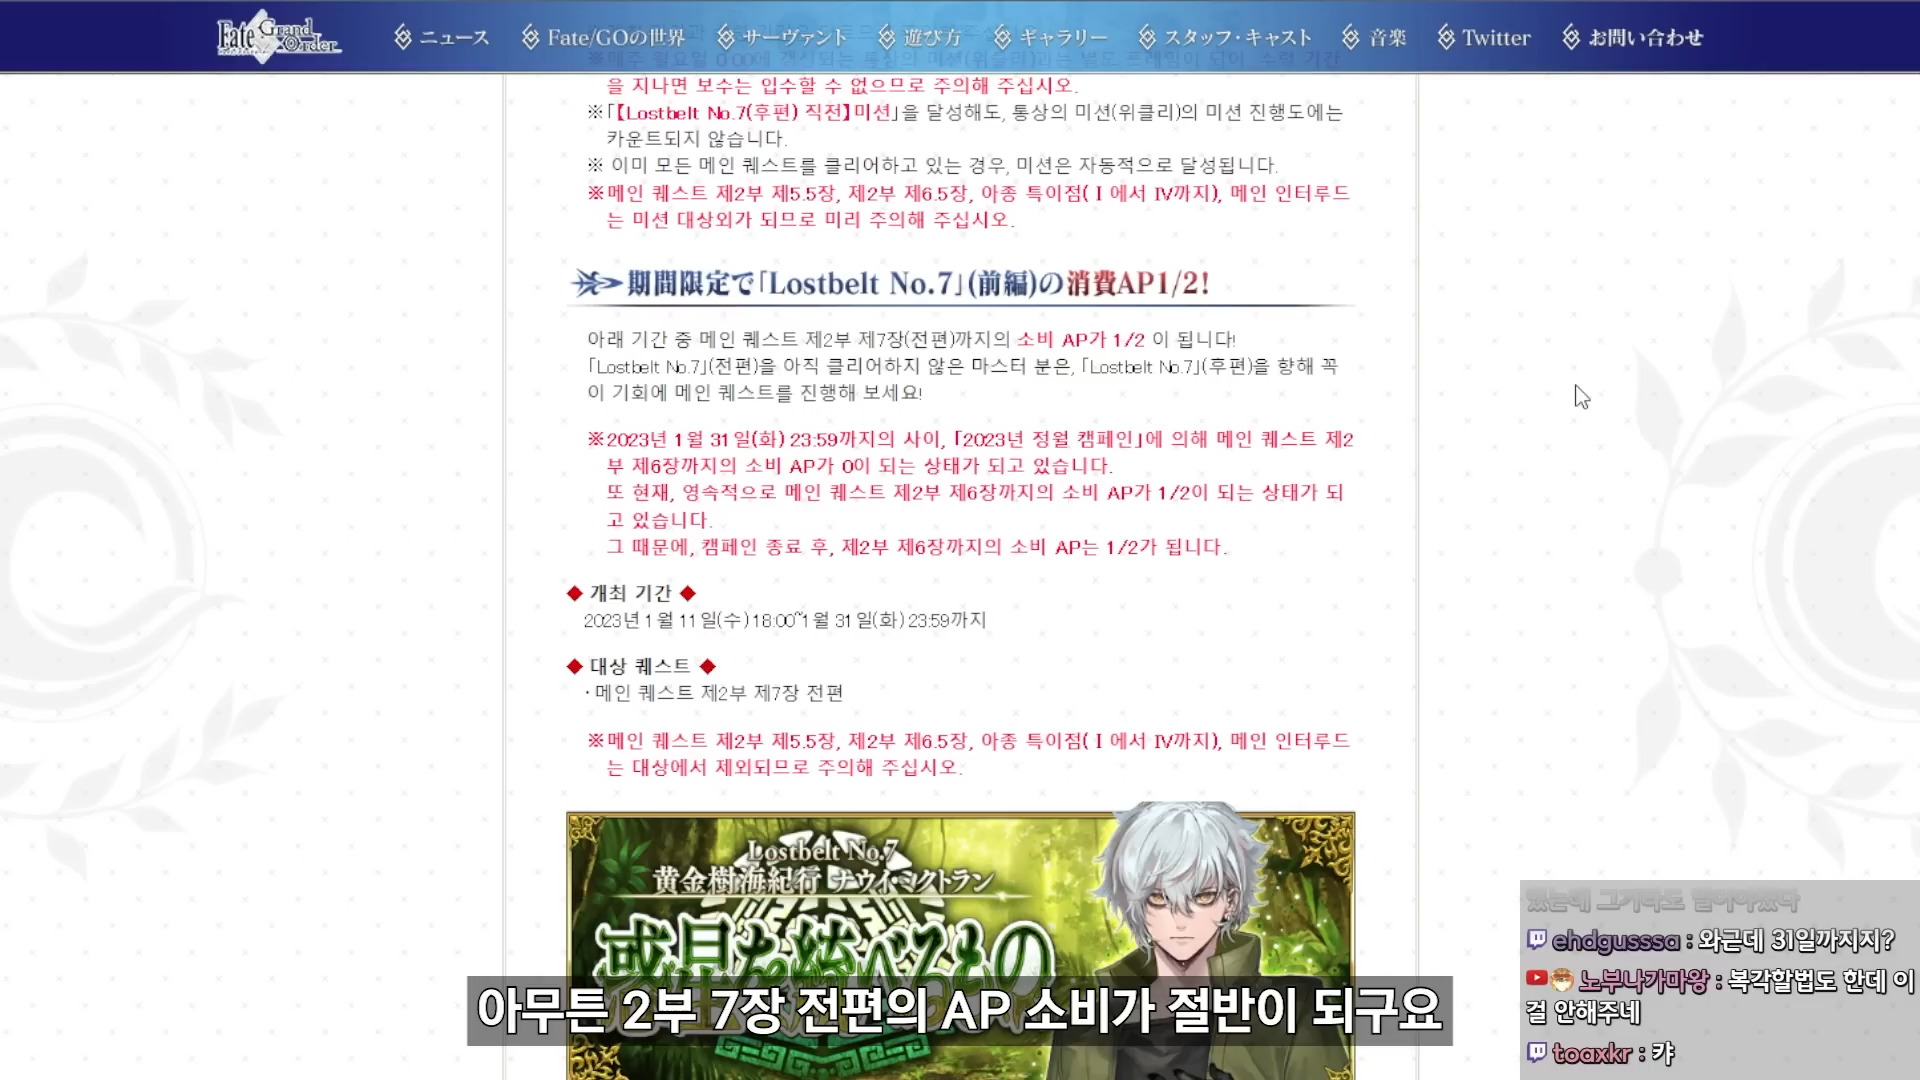 Fate Grand Order
ニュース
Fate/GOの世界
サーヴァント
遊び方
ギャラリー
スタッフ・キャスト
音楽
Twitter
お問い合わせ
을 지나면 보수는 입수할 수 없으므로 주의해 주십시오.
※「【Lostbelt No.7(후편) 직전】미션」을 달성해도, 통상의 미션(위클리)의 미션 진행도에는
카운트되지 않습니다.
※ 이미 모든 메인 퀘스트를 클리어하고 있는 경우, 미션은 자동적으로 달성됩니다.
※메인 퀘스트 제2부 제5.5장, 제2부 제6.5장, 아종 특이점( I 에서 IV까지), 메인 인터루드
는 미션 대상외가 되므로 미리 주의해 주십시오.
期間限定で「Lostbelt No.7」(前編)の消費AP1/2!
아래 기간 중 메인 퀘스트 제2부 제7장(전편)까지의 소비 AP가 1/2 이 됩니다!
「Lostbelt No.7」(전편)을 아직 클리어하지 않은 마스터 분은, 「Lostbelt No.7」(후편)을 향해 꼭
이 기회에 메인 퀘스트를 진행해 보세요!
※2023년 1월 31일(화) 23:59까지의 사이, 「2023년 정월 캠페인」에 의해 메인 퀘스트 제2
부 제6장까지의 소비 AP가 0이 되는 상태가 되고 있습니다.
또 현재, 영속적으로 메인 퀘스트 제2부 제6장까지의 소비 AP가 1/2이 되는 상태가 되
고 있습니다.
그 때문에, 캠페인 종료 후, 제2부 제6장까지의 소비 AP는 1/2가 됩니다.
◆ 개최 기간 ◆
2023년 1월 11일(수) 18:00~1월 31일(화) 23:59까지
◆ 대상 퀘스트 ◆
·메인 퀘스트 제2부 제7장 전편
※메인 퀘스트 제2부 제5.5장, 제2부 제6.5장, 아종 특이점( I 에서 IV까지), 메인 인터루드
는 대상에서 제외되므로 주의해 주십시오.
Lostbelt No.7
黄金樹海紀行 ナウイ・ミクトラン
惑星を統べるもの
아무튼 2부 7장 전편의 AP 소비가 절반이 되구요
ehdgusssa : 와근데 31일까지지?
노부나가마왕 : 복각할법도 한데 이
걸 안해주네
toaxkr : 캬